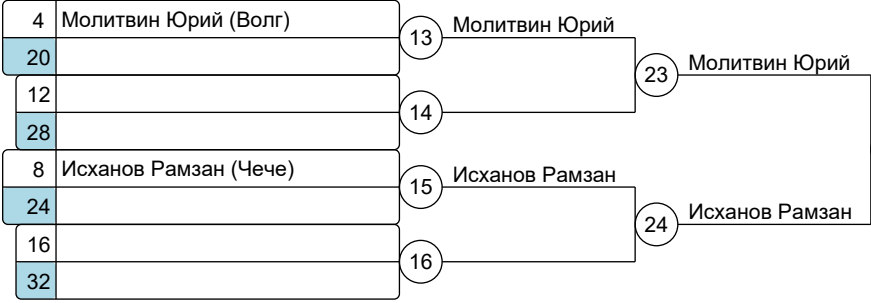 4 Молитвин Юрий (Волг)
20
13 Молитвин Юрий
23 Молитвин Юрий
12
28
14
8 Исханов Рамзан (Чече)
24
15 Исханов Рамзан
24 Исханов Рамзан
16
32
16